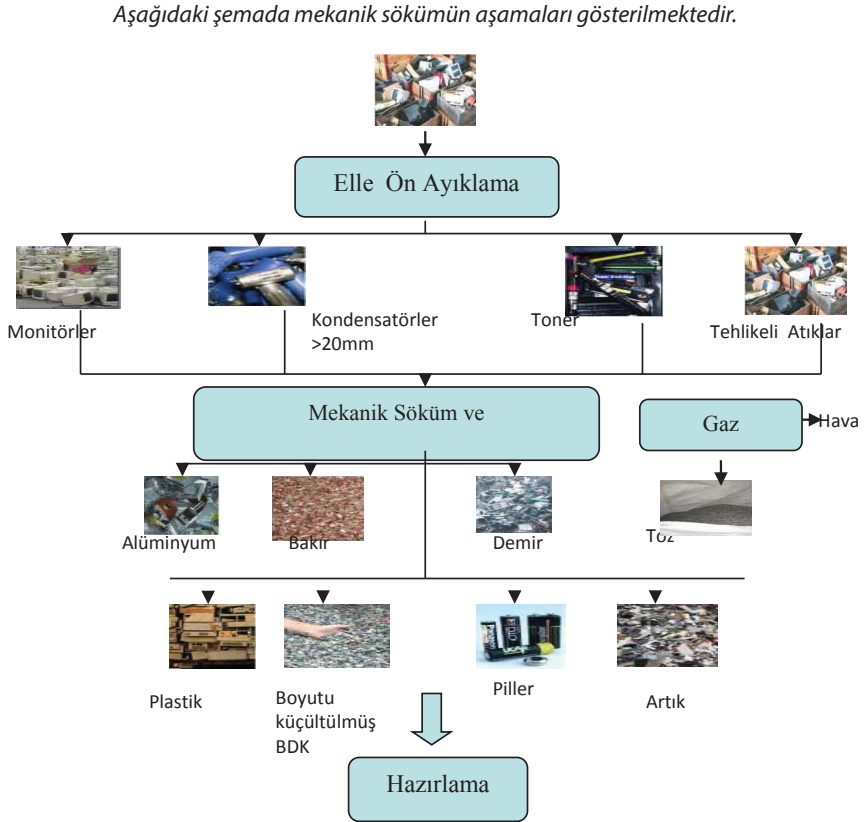 Aşağıdaki şemada mekanik sökümün aşamaları gösterilmektedir.
Elle Ön Ayıklama
Monitörler
Kondensatörler
>20mm
Toner
Tehlikeli Atıklar
Mekanik Söküm ve
Gaz
Hava
Alüminyum
Bakır
Demir
Toz
Plastik
Boyutu
küçültülmüş
BDK
Piller
Artık
Hazırlama